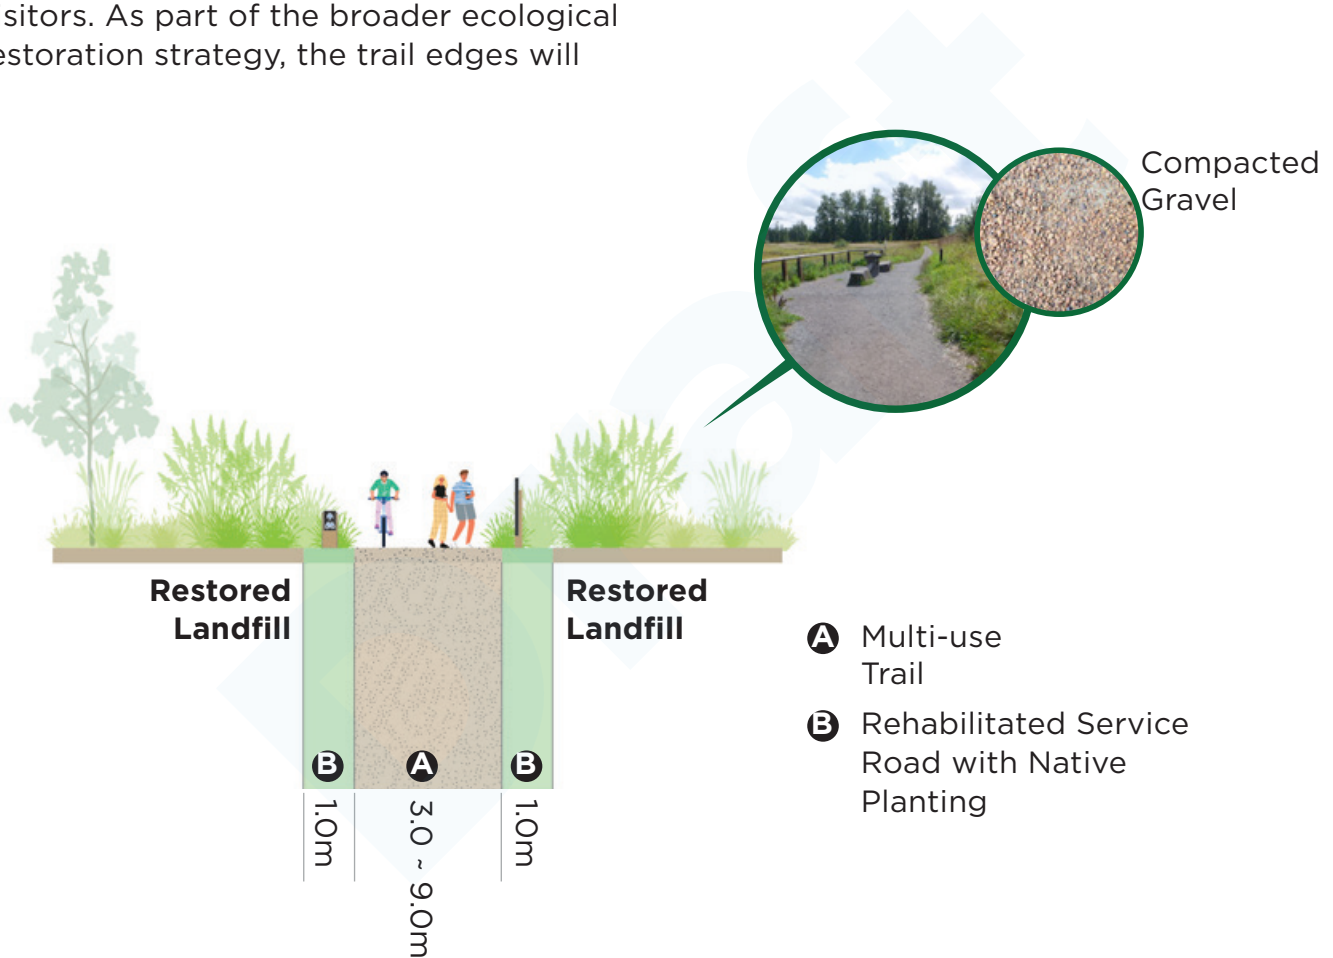 sitors. As part of the broader ecological
estoration strategy, the trail edges will
Compacted
Gravel
Restored
Landfill
Restored
Landfill
A Multi-use
Trail
B Rehabilitated Service
Road with Native
Planting
B
A
B
1.0m
3.0 ~ 9.0m
1.0m
Draft